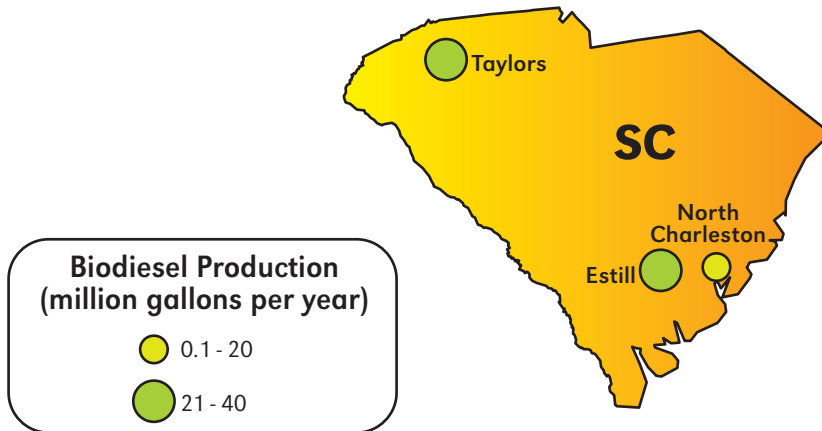 Taylors
SC
North
Charleston
Estill
Biodiesel Production
(million gallons per year)
0.1 - 20
21 - 40